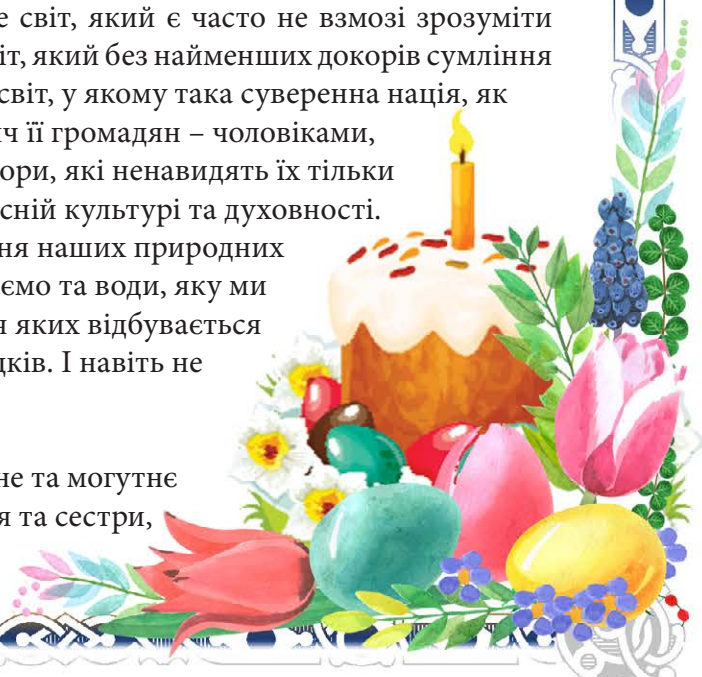 е світ, який є часто не взмозі зрозуміти
іт, який без найменших докорів сумління
світ, у якому така суверенна нація, як
ич її громадян – чоловіками,
ори, які ненавидять їх тільки
сній культурі та духовності.
ня наших природних
ємо та води, яку ми
я яких відбувається
дків. І навіть не
не та могутнє
я та сестри,